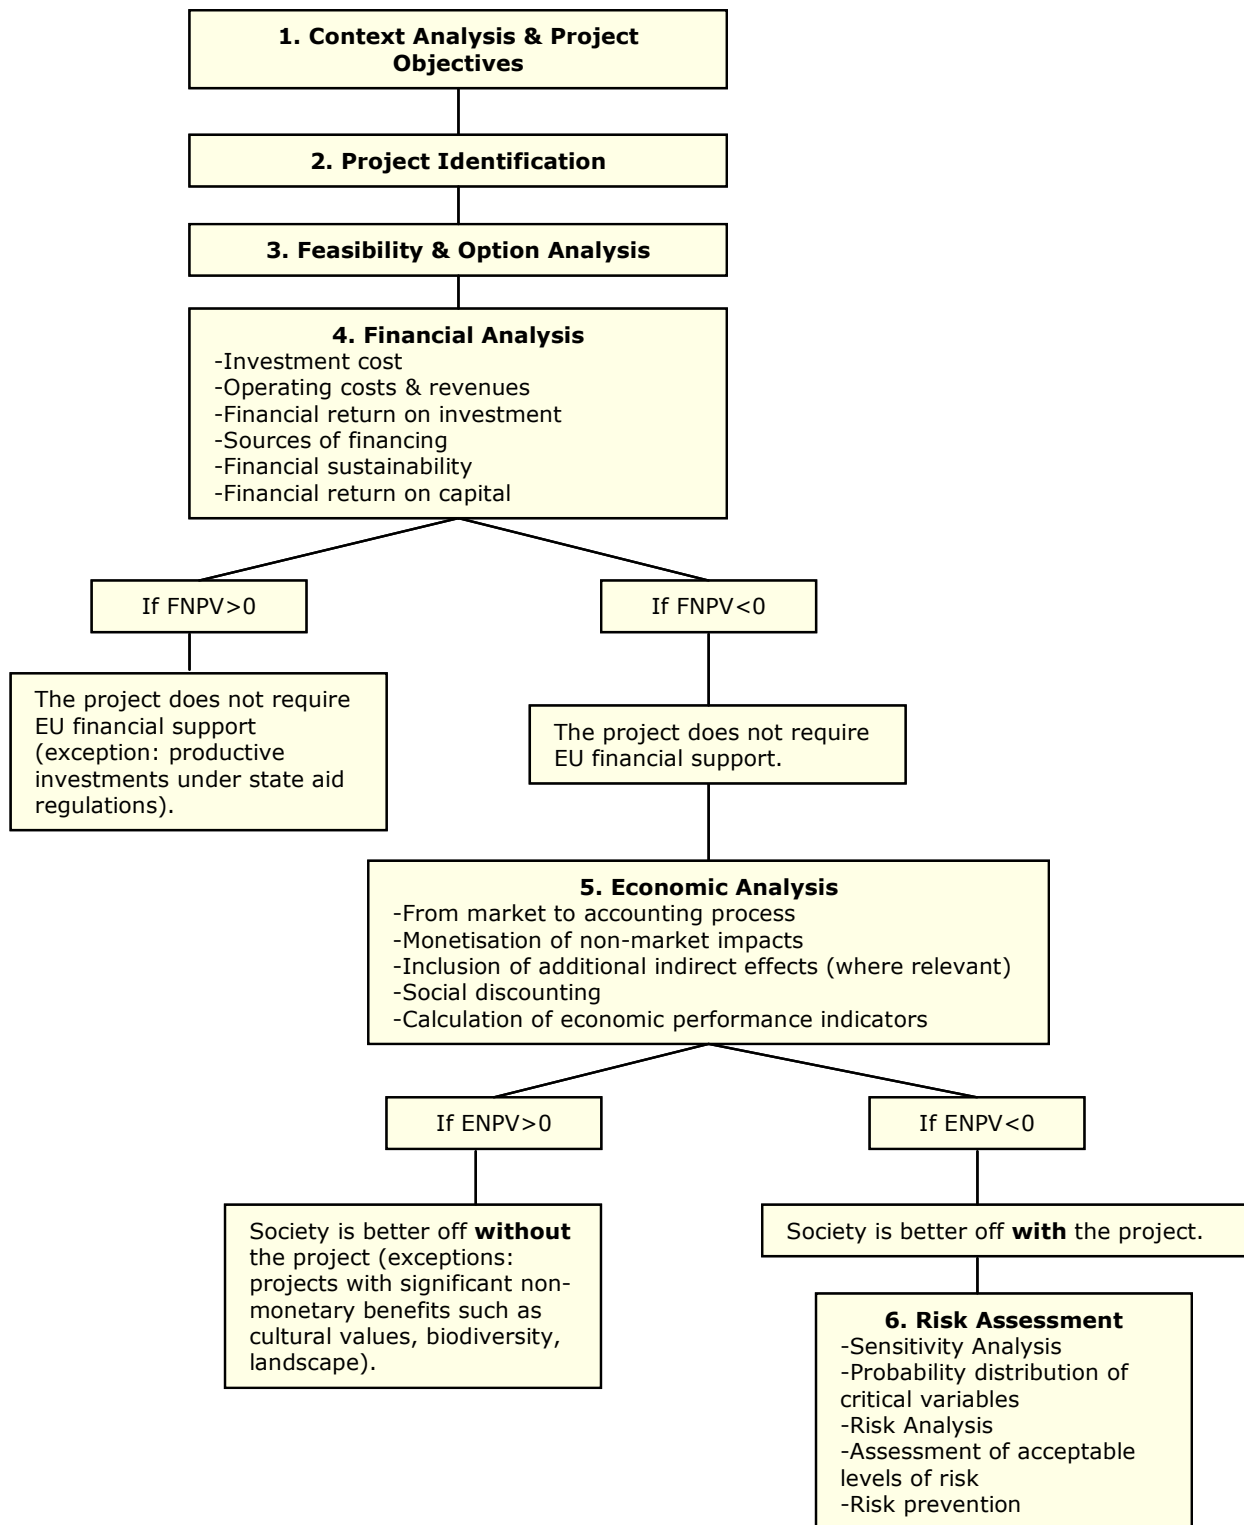 1. Context Analysis & Project
Objectives
2. Project Identification
3. Feasibility & Option Analysis
4. Financial Analysis
-Investment cost
-Operating costs & revenues
-Financial return on investment
-Sources of financing
-Financial sustainability
-Financial return on capital
If FNPV>0
If FNPV<0
The project does not require
EU financial support
(exception: productive
investments under state aid
regulations).
The project does not require
EU financial support.
5. Economic Analysis
-From market to accounting process
-Monetisation of non-market impacts
-Inclusion of additional indirect effects (where relevant)
-Social discounting
-Calculation of economic performance indicators
If ENPV>0
If ENPV<0
Society is better off without
the project (exceptions:
projects with significant non-
monetary benefits such as
cultural values, biodiversity,
landscape).
Society is better off with the project.
6. Risk Assessment
-Sensitivity Analysis
-Probability distribution of
critical variables
-Risk Analysis
-Assessment of acceptable
levels of risk
-Risk prevention